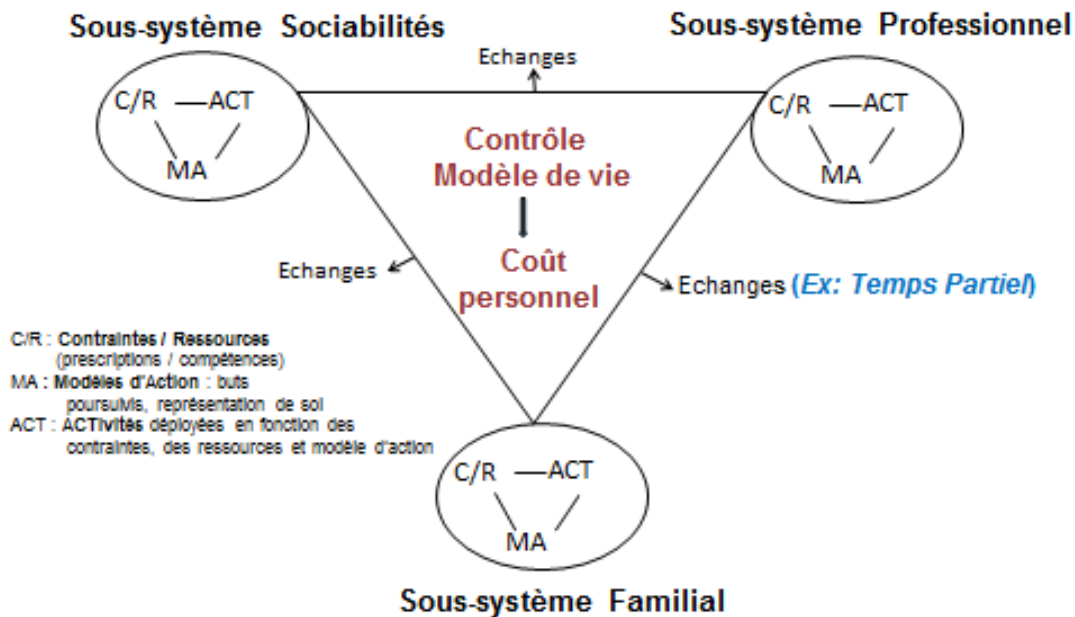 Sous-système Sociabilités
Sous-système Professionnel
Echanges
C/R — ACT
MA
C/R — ACT
MA
Contrôle
Modèle de vie
Coût
personnel
Echanges
Echanges (Ex: Temps Partiel)
C/R : Contraintes / Ressources
(prescriptions / compétences)
MA : Modèles d'Action : buts
poursuivis, représentation de soi
ACT : ACTivités déployées en fonction des
contraintes, des ressources et modèle d'action
C/R — ACT
MA
Sous-système Familial